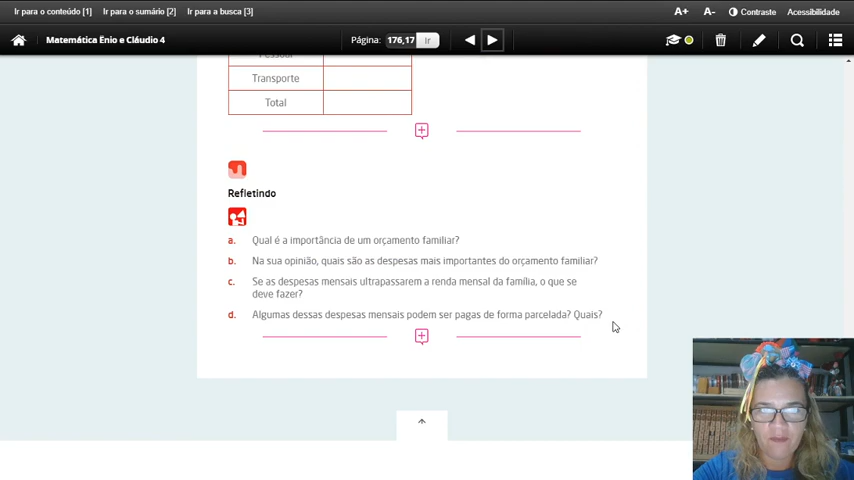 Ir para o conteúdo [1] Ir para o sumário [2] Ir para a busca [3] A+ A- Contraste Acessibilidade
Matemática Enio e Cláudio 4 Página: 176,17 Ir
Transporte
Total
Refletindo
a. Qual é a importância de um orçamento familiar?
b. Na sua opinião, quais são as despesas mais importantes do orçamento familiar?
c. Se as despesas mensais ultrapassarem a renda mensal da família, o que se
deve fazer?
d. Algumas dessas despesas mensais podem ser pagas de forma parcelada? Quais?